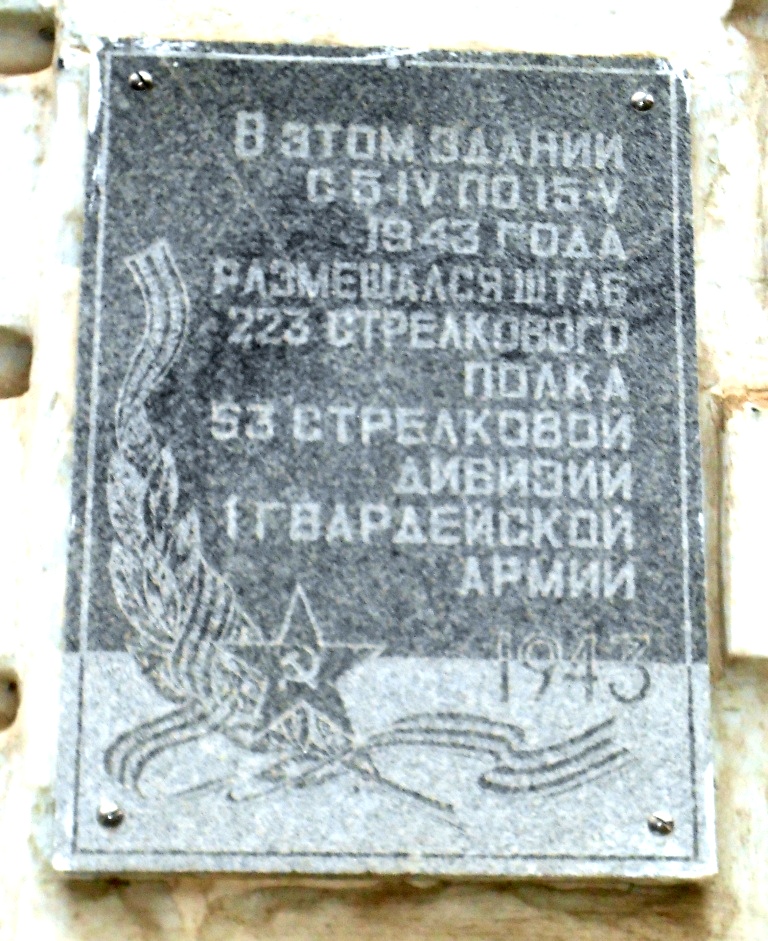 В ЭТОМ ЗДАНИИ
С 5·IV ПО 15-V
1943 ГОДА
РАЗМЕЩАЛСЯ ШТАБ
223 СТРЕЛКОВОГО
ПОЛКА
53 СТРЕЛКОВОЙ
ДИВИЗИИ
1 ГВАРДЕЙСКОЙ
АРМИИ
1943